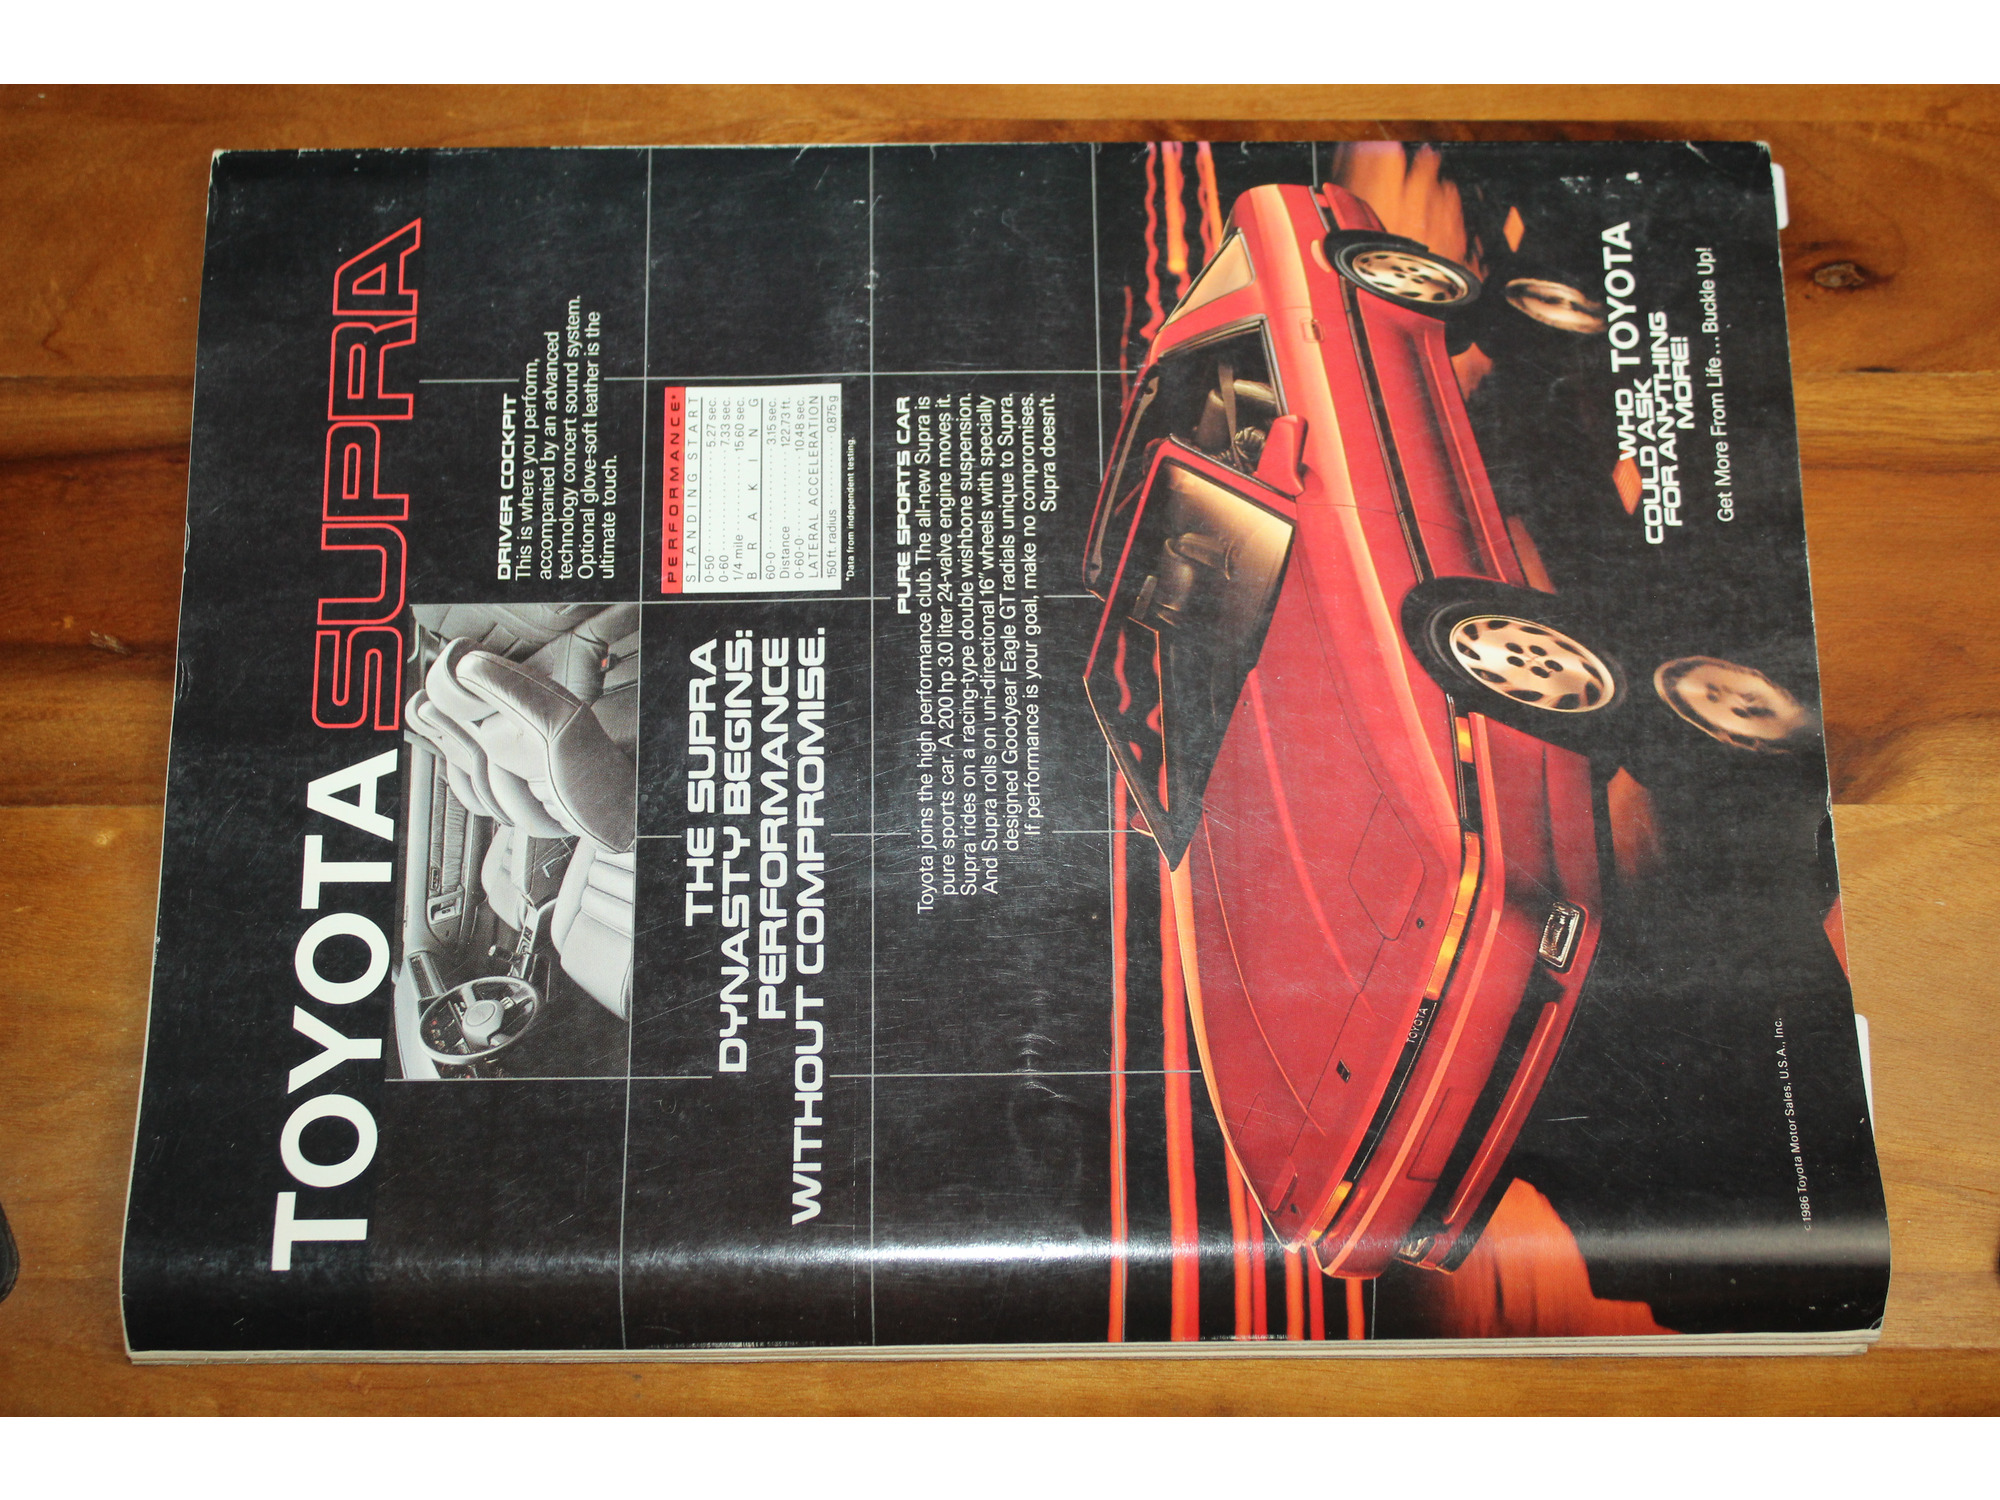 TOYOTA SUPRA
DRIVER COCKPIT
This is where you perform,
accompanied by an advanced
technology concert sound system.
Optional glove-soft leather is the
ultimate touch.
THE SUPRA
DYNASTY BEGINS:
PERFORMANCE
WITHOUT COMPROMISE.
PERFORMANCE*
STANDING START
0-50 5.27 sec.
0-60 7.33 sec.
1/4 mile 15.60 sec.
BRAKING
60-0 3.15 sec.
Distance 122.73 ft.
0-60-0 10.48 sec.
LATERAL ACCELERATION
150 ft. radius 0.875 g
*Data from independent testing.
PURE SPORTS CAR
Toyota joins the high performance club. The all-new Supra is
pure sports car. A 200 hp 3.0 liter 24-valve engine moves it.
Supra rides on a racing-type double wishbone suspension.
And Supra rolls on uni-directional 16" wheels with specially
designed Goodyear Eagle GT radials unique to Supra.
If performance is your goal, make no compromises.
Supra doesn't.
TOYOTA
WHO TOYOTA
COULD ASK
FOR ANYTHING
MORE!
Get More From Life...Buckle Up!
©1986 Toyota Motor Sales, U.S.A., Inc.